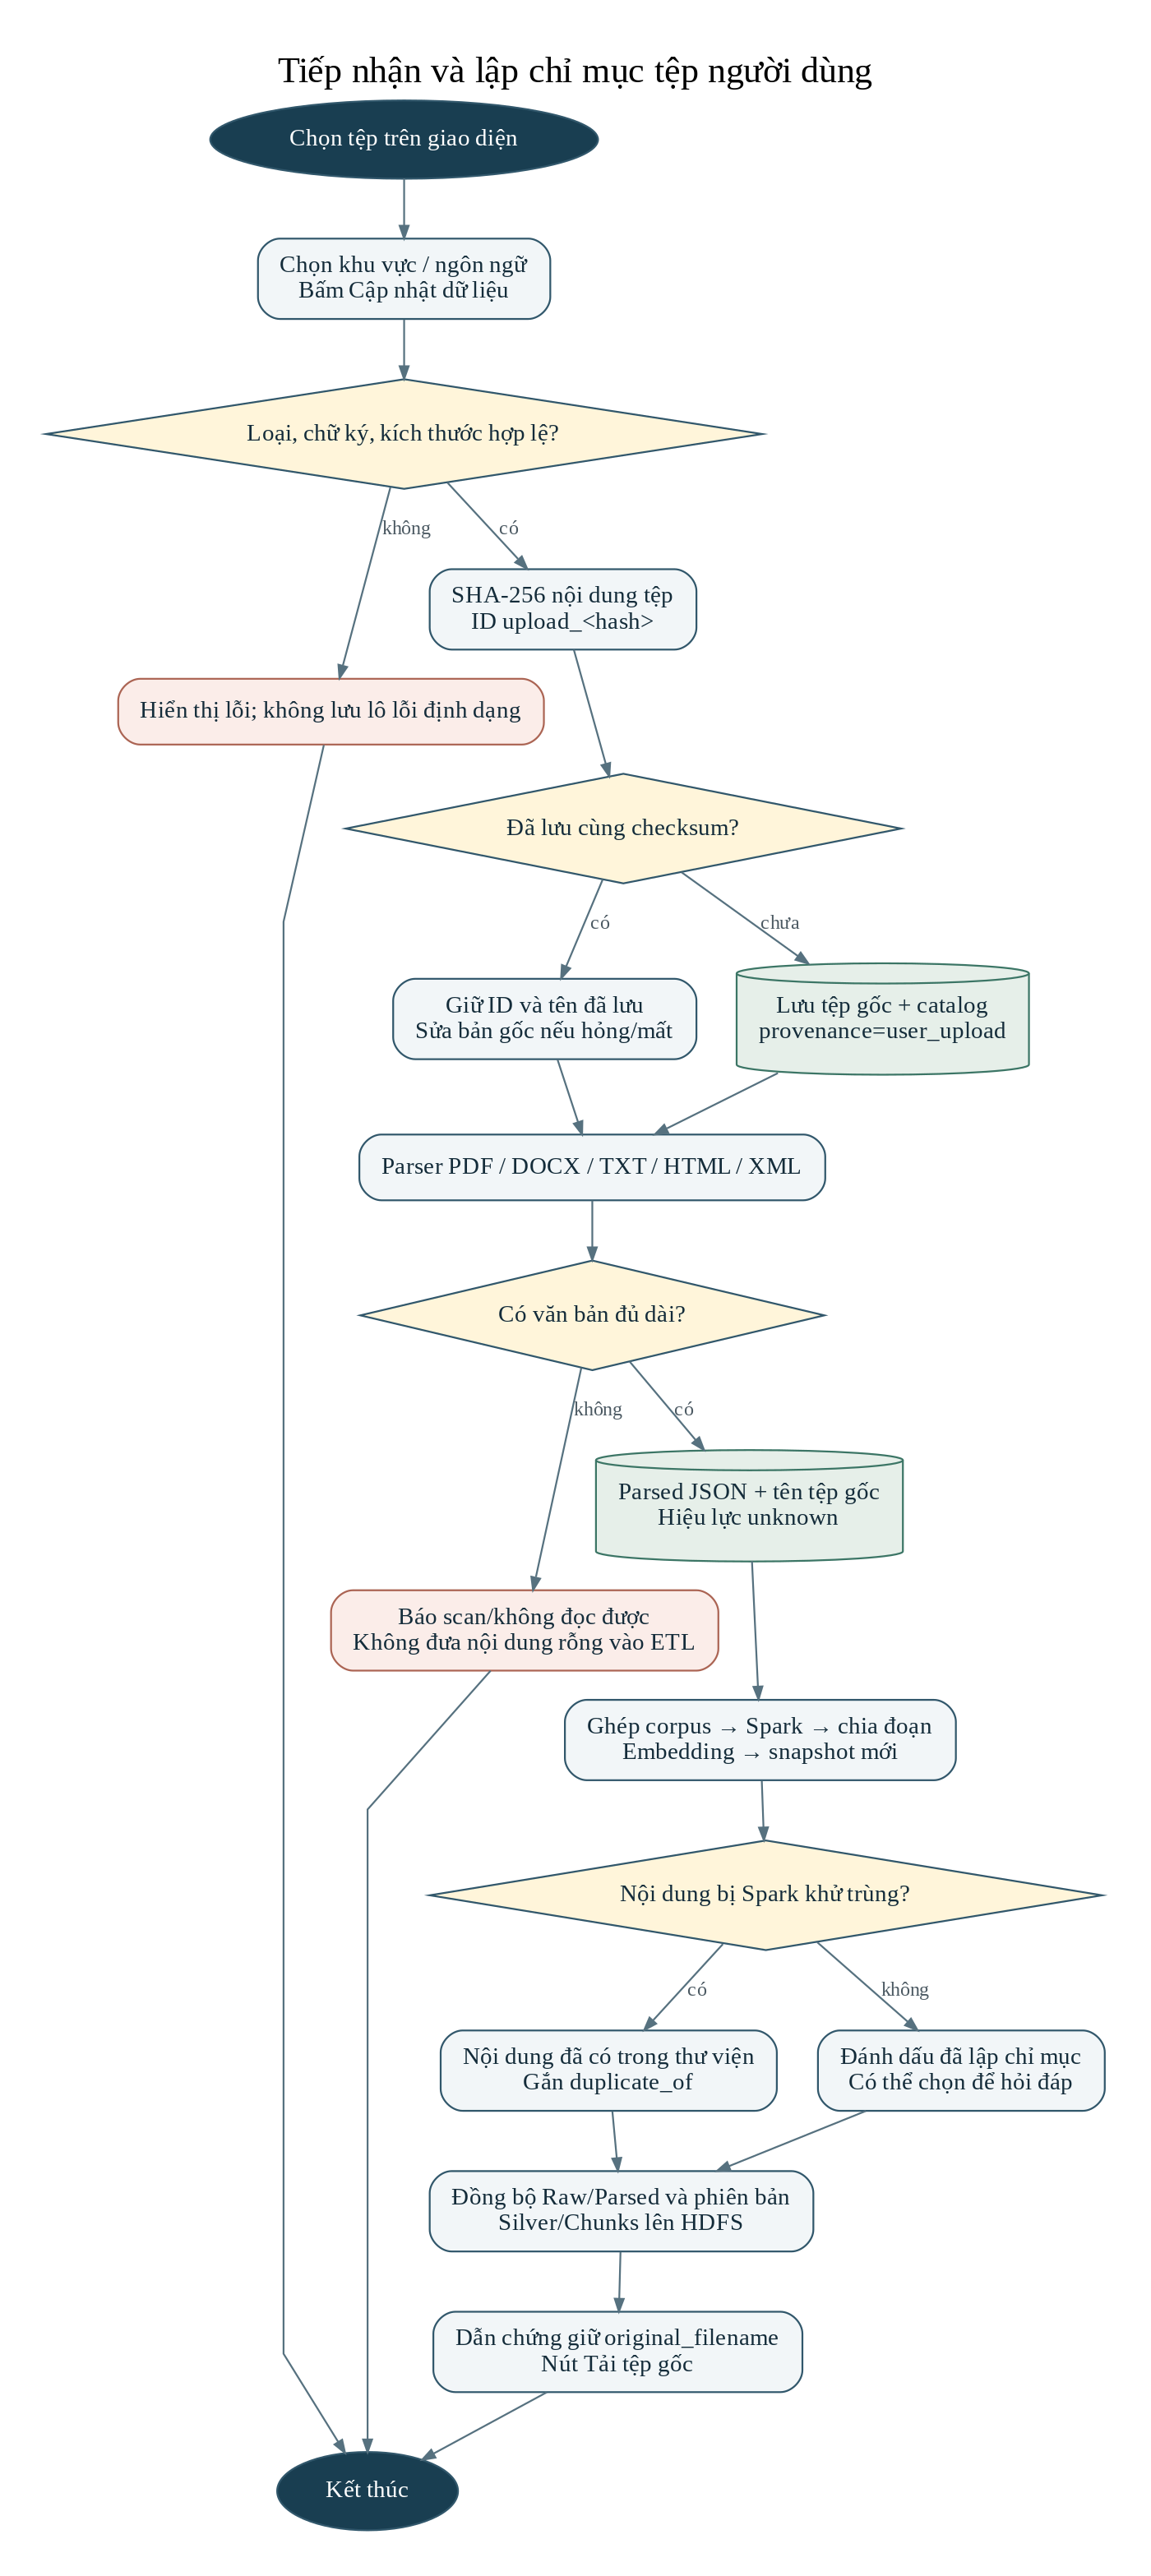 Tiếp nhận và lập chỉ mục tệp người dùng
Chọn tệp trên giao diện
Chọn khu vực / ngôn ngữ
Bấm Cập nhật dữ liệu
Loại, chữ ký, kích thước hợp lệ?
không
có
SHA-256 nội dung tệp
ID upload_<hash>
Hiển thị lỗi; không lưu lô lỗi định dạng
Đã lưu cùng checksum?
có
chưa
Giữ ID và tên đã lưu
Sửa bản gốc nếu hỏng/mất
Lưu tệp gốc + catalog
provenance=user_upload
Parser PDF / DOCX / TXT / HTML / XML
Có văn bản đủ dài?
không
có
Parsed JSON + tên tệp gốc
Hiệu lực unknown
Báo scan/không đọc được
Không đưa nội dung rỗng vào ETL
Ghép corpus → Spark → chia đoạn
Embedding → snapshot mới
Nội dung bị Spark khử trùng?
có
không
Nội dung đã có trong thư viện
Gắn duplicate_of
Đánh dấu đã lập chỉ mục
Có thể chọn để hỏi đáp
Đồng bộ Raw/Parsed và phiên bản
Silver/Chunks lên HDFS
Dẫn chứng giữ original_filename
Nút Tải tệp gốc
Kết thúc